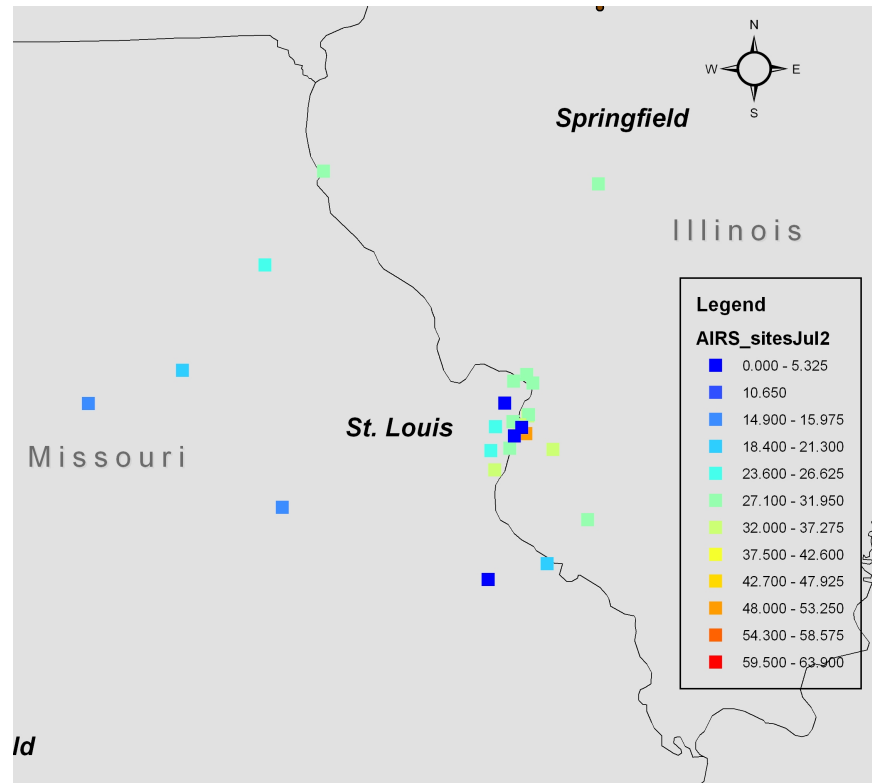 N
W E
S
Springfield
Illinois
Legend
AIRS_sitesJul2
0.000 - 5.325
10.650
14.900 - 15.975
18.400 - 21.300
23.600 - 26.625
27.100 - 31.950
32.000 - 37.275
37.500 - 42.600
42.700 - 47.925
48.000 - 53.250
54.300 - 58.575
59.500 - 63.900
St. Louis
Missouri
ld